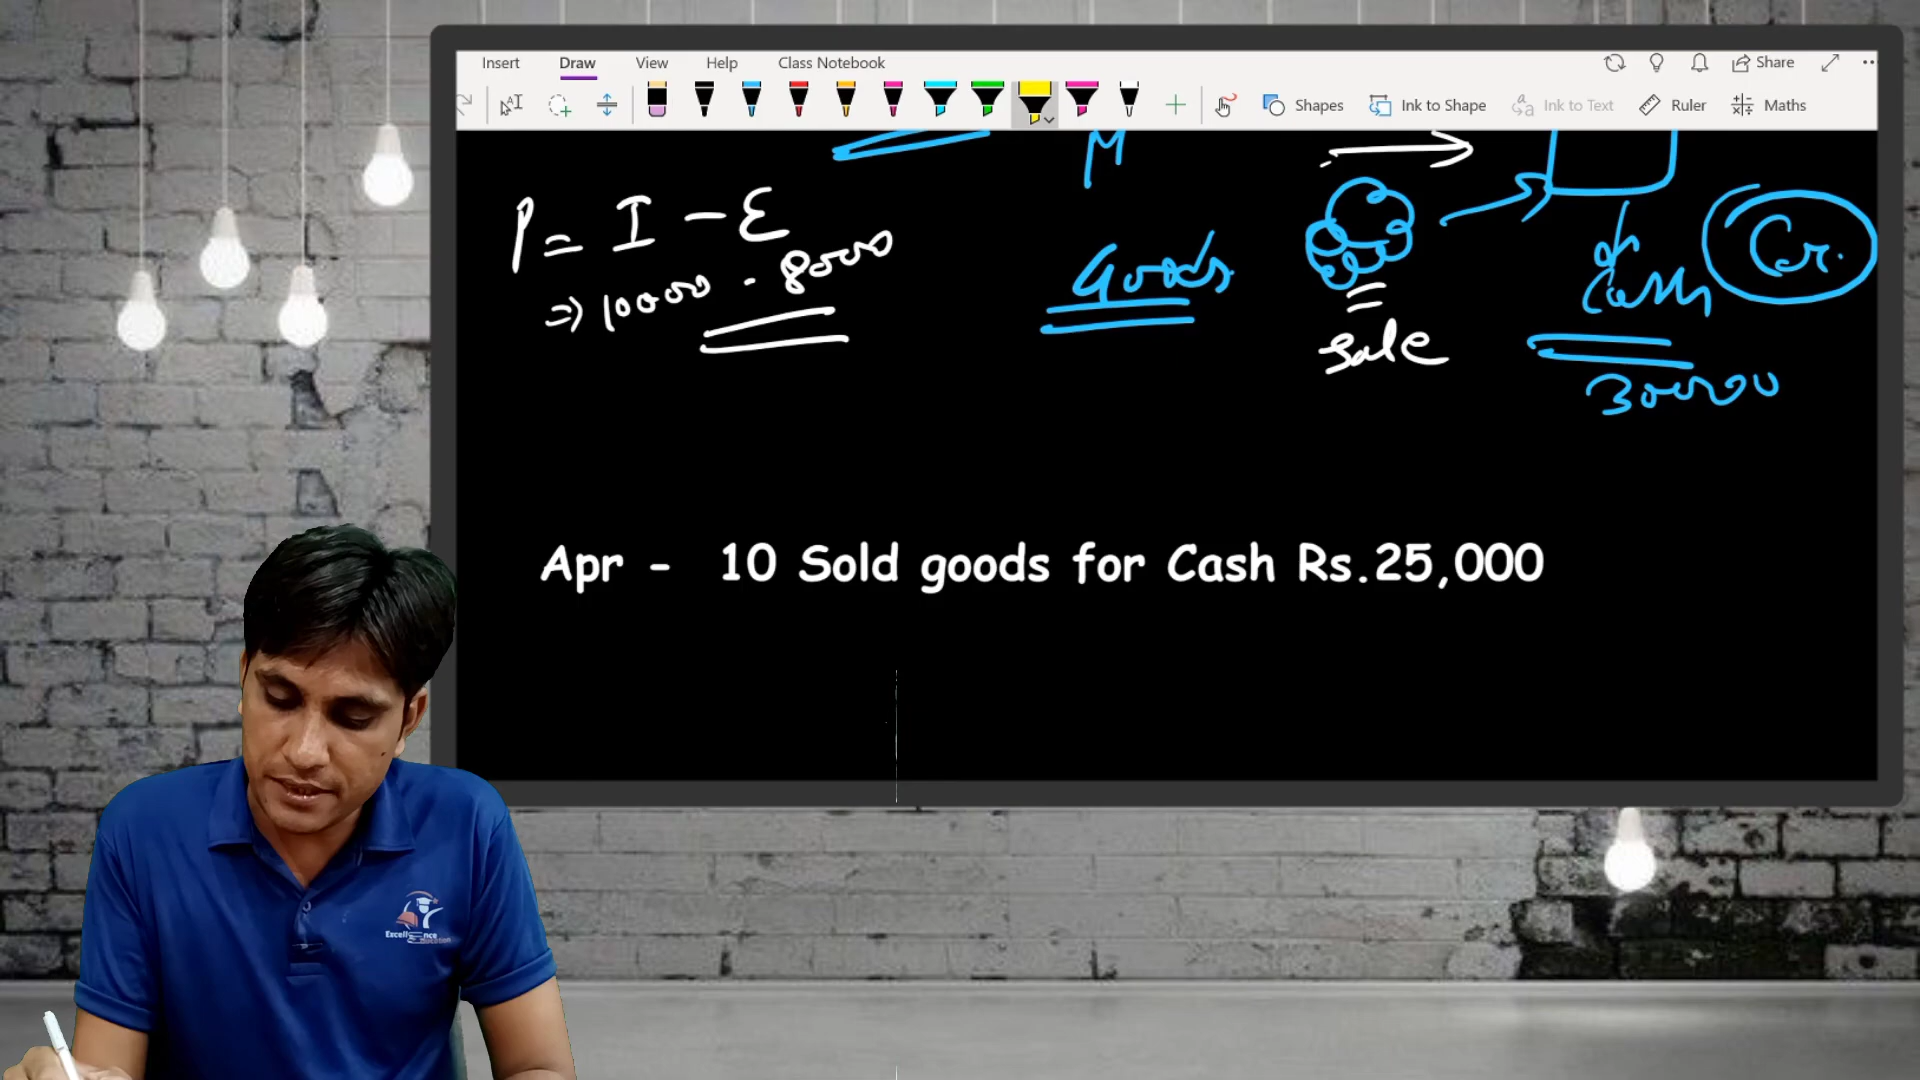 Insert Draw View Help Class Notebook Share
Shapes Ink to Shape Ink to Text Ruler Maths
M
P = I - E
⇒ 10000 - 8000
Goods
Sale
Cash
Cr.
30000
Apr - 10 Sold goods for Cash Rs.25,000
Excellence